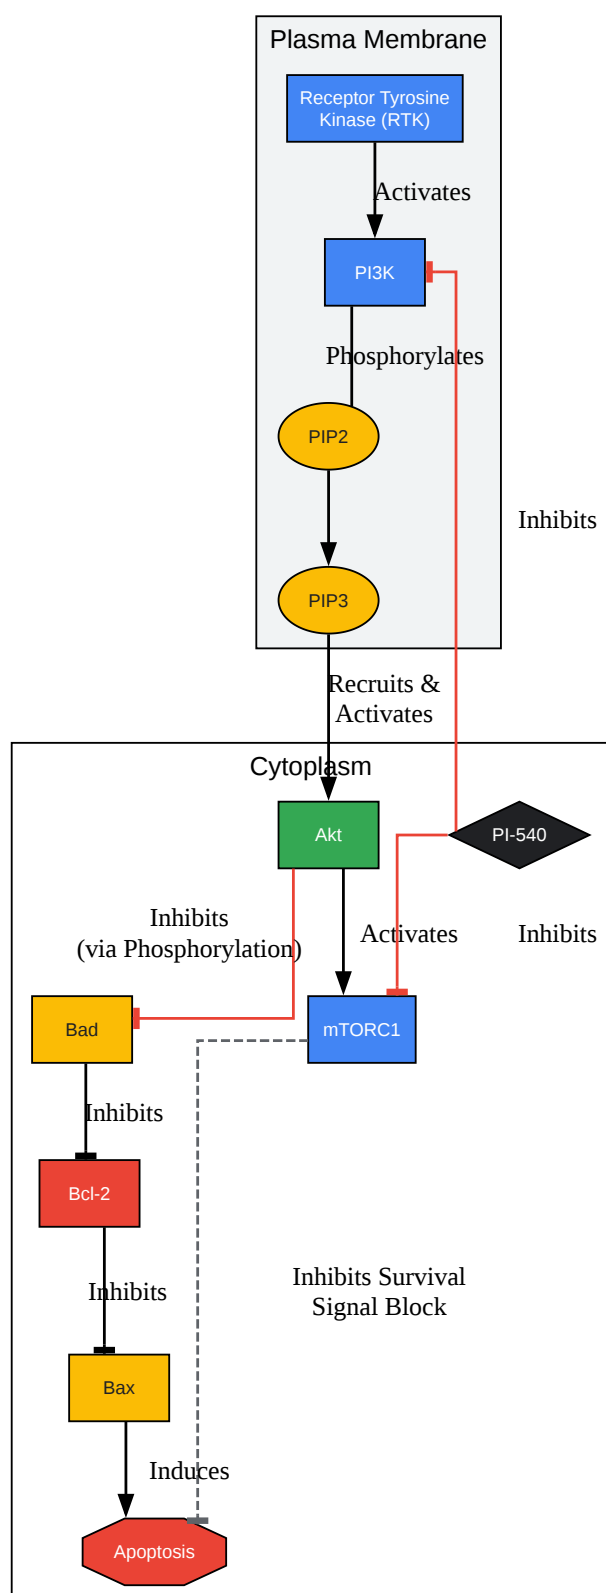 Plasma Membrane
Receptor Tyrosine
Kinase (RTK)
Activates
PI3K
Phosphorylates
PIP2
Inhibits
PIP3
Recruits &
Activates
Cytoplasm
Akt
PI-540
Inhibits
(via Phosphorylation)
Activates
Inhibits
Bad
mTORC1
Inhibits
Bcl-2
Inhibits
Inhibits Survival
Signal Block
Bax
Induces
Apoptosis